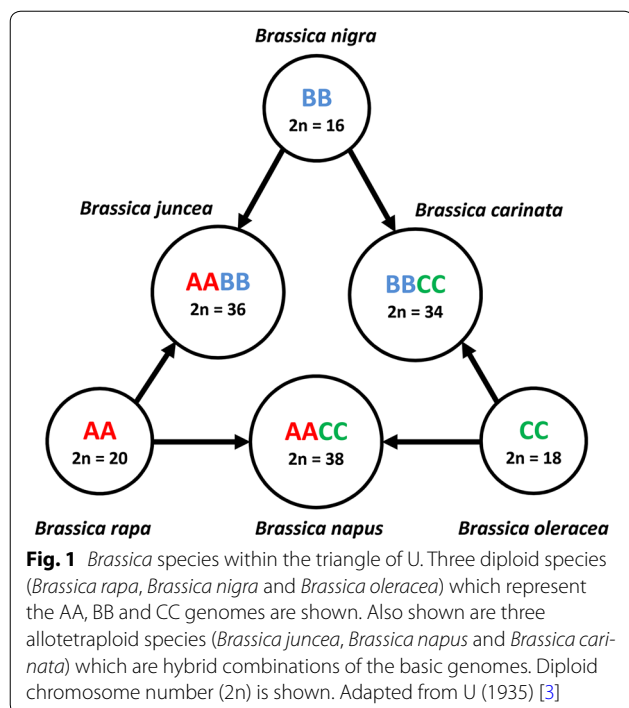 Brassica nigra
BB
2n = 16
Brassica juncea
Brassica carinata
AABB
2n = 36
BBCC
2n = 34
AA
2n = 20
AACC
2n = 38
CC
2n = 18
Brassica rapa
Brassica napus
Brassica oleracea
Fig. 1 Brassica species within the triangle of U. Three diploid species
(Brassica rapa, Brassica nigra and Brassica oleracea) which represent
the AA, BB and CC genomes are shown. Also shown are three
allotetraploid species (Brassica juncea, Brassica napus and Brassica cari-
nata) which are hybrid combinations of the basic genomes. Diploid
chromosome number (2n) is shown. Adapted from U (1935) [3]